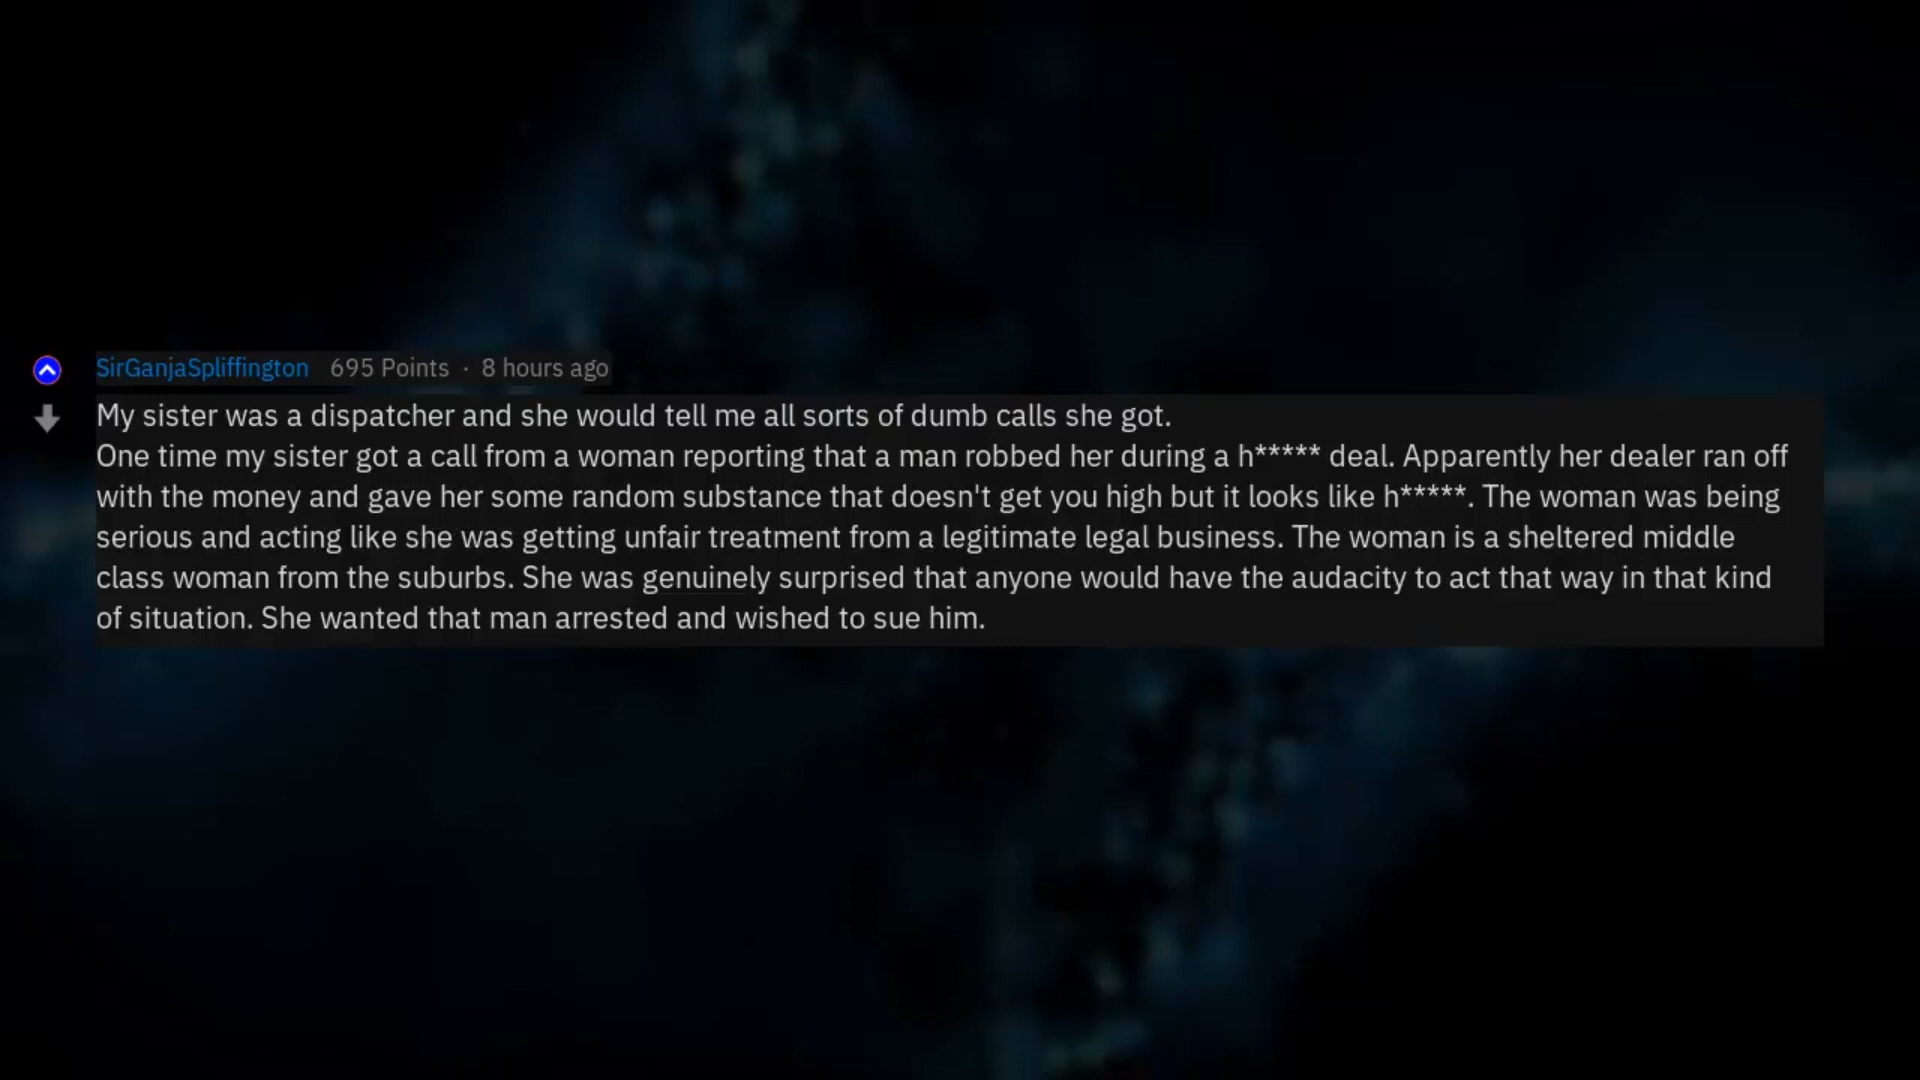 SirGanjaSpliffington 695 Points · 8 hours ago
My sister was a dispatcher and she would tell me all sorts of dumb calls she got.
One time my sister got a call from a woman reporting that a man robbed her during a h***** deal. Apparently her dealer ran off
with the money and gave her some random substance that doesn't get you high but it looks like h*****. The woman was being
serious and acting like she was getting unfair treatment from a legitimate legal business. The woman is a sheltered middle
class woman from the suburbs. She was genuinely surprised that anyone would have the audacity to act that way in that kind
of situation. She wanted that man arrested and wished to sue him.